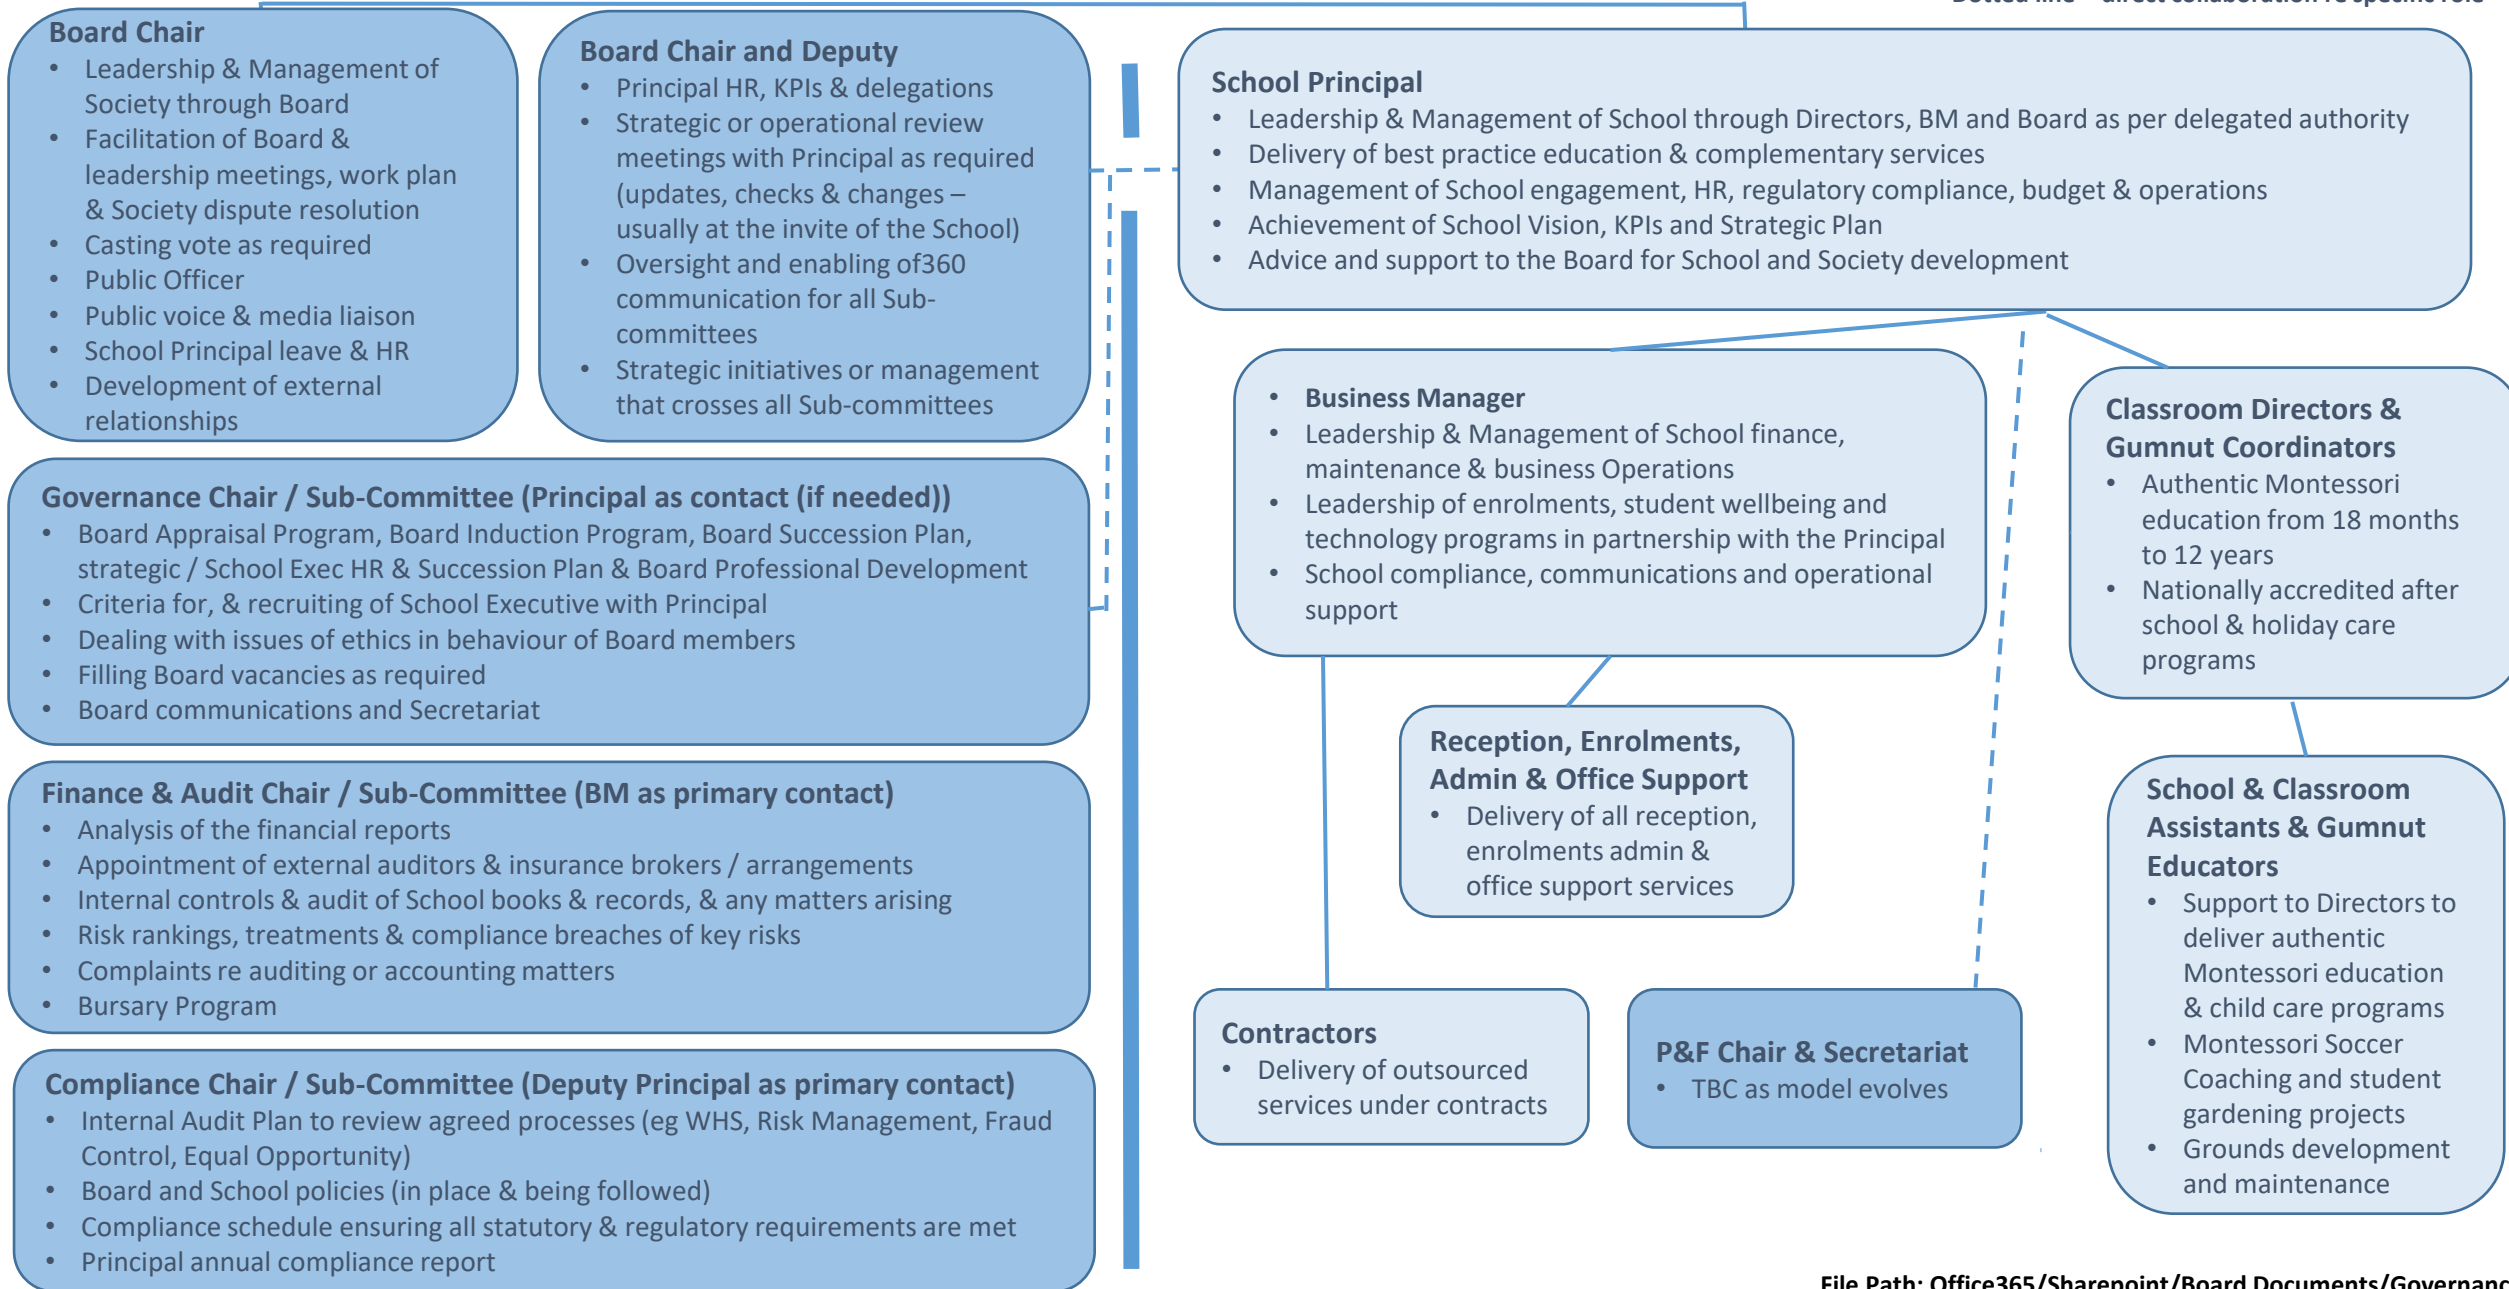 Dotted line – direct collaboration re specific role
Board Chair
• Leadership & Management of
Society through Board
• Facilitation of Board &
leadership meetings, work plan
& Society dispute resolution
• Casting vote as required
• Public Officer
• Public voice & media liaison
• School Principal leave & HR
• Development of external
relationships
Board Chair and Deputy
• Principal HR, KPIs & delegations
• Strategic or operational review
meetings with Principal as required
(updates, checks & changes –
usually at the invite of the School)
• Oversight and enabling of360
communication for all Sub-
committees
• Strategic initiatives or management
that crosses all Sub-committees
School Principal
• Leadership & Management of School through Directors, BM and Board as per delegated authority
• Delivery of best practice education & complementary services
• Management of School engagement, HR, regulatory compliance, budget & operations
• Achievement of School Vision, KPIs and Strategic Plan
• Advice and support to the Board for School and Society development
Governance Chair / Sub-Committee (Principal as contact (if needed))
• Board Appraisal Program, Board Induction Program, Board Succession Plan,
strategic / School Exec HR & Succession Plan & Board Professional Development
• Criteria for, & recruiting of School Executive with Principal
• Dealing with issues of ethics in behaviour of Board members
• Filling Board vacancies as required
• Board communications and Secretariat
Finance & Audit Chair / Sub-Committee (BM as primary contact)
• Analysis of the financial reports
• Appointment of external auditors & insurance brokers / arrangements
• Internal controls & audit of School books & records, & any matters arising
• Risk rankings, treatments & compliance breaches of key risks
• Complaints re auditing or accounting matters
• Bursary Program
Compliance Chair / Sub-Committee (Deputy Principal as primary contact)
• Internal Audit Plan to review agreed processes (eg WHS, Risk Management, Fraud
Control, Equal Opportunity)
• Board and School policies (in place & being followed)
• Compliance schedule ensuring all statutory & regulatory requirements are met
• Principal annual compliance report
• Business Manager
• Leadership & Management of School finance,
maintenance & business Operations
• Leadership of enrolments, student wellbeing and
technology programs in partnership with the Principal
• School compliance, communications and operational
support
Classroom Directors &
Gumnut Coordinators
• Authentic Montessori
education from 18 months
to 12 years
• Nationally accredited after
school & holiday care
programs
Reception, Enrolments,
Admin & Office Support
• Delivery of all reception,
enrolments admin &
office support services
School & Classroom
Assistants & Gumnut
Educators
• Support to Directors to
deliver authentic
Montessori education
& child care programs
• Montessori Soccer
Coaching and student
gardening projects
• Grounds development
and maintenance
Contractors
• Delivery of outsourced
services under contracts
P&F Chair & Secretariat
• TBC as model evolves
File Path: Office365/Sharepoint/Board Documents/Governanc